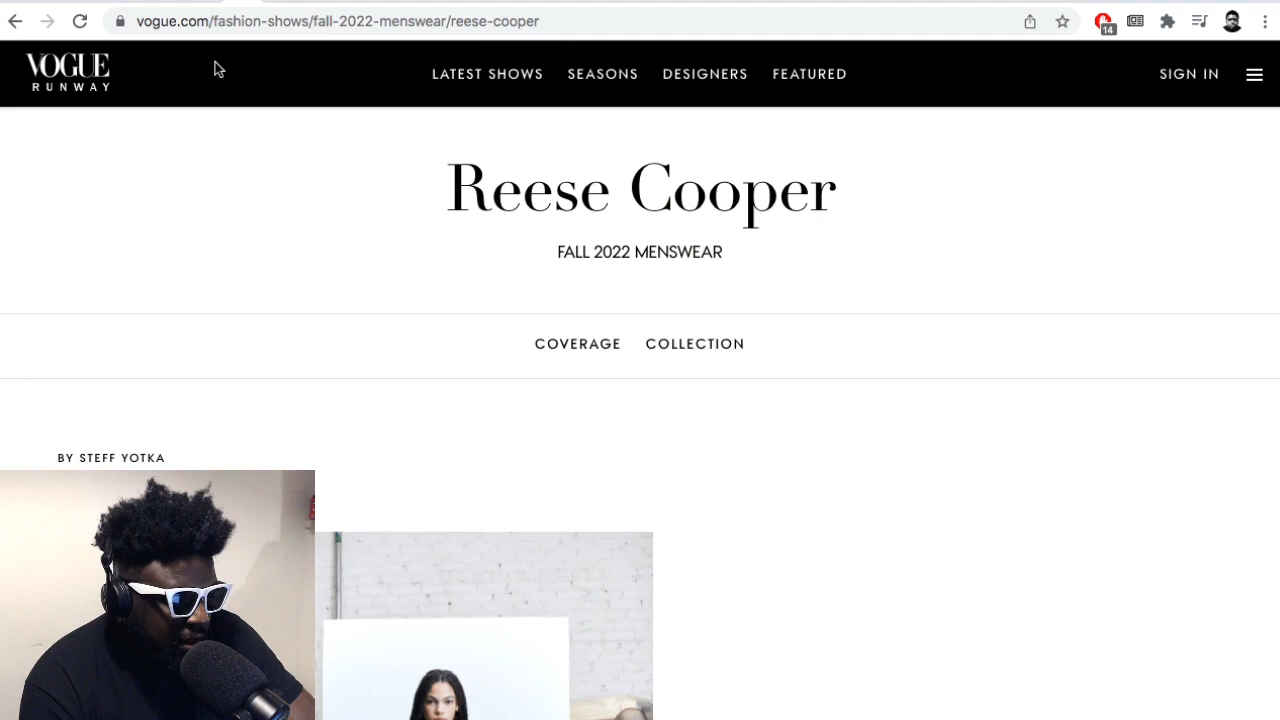 vogue.com/fashion-shows/fall-2022-menswear/reese-cooper
14
VOGUE
RUNWAY
LATEST SHOWS SEASONS DESIGNERS FEATURED
SIGN IN
Reese Cooper
FALL 2022 MENSWEAR
COVERAGE COLLECTION
BY STEFF YOTKA